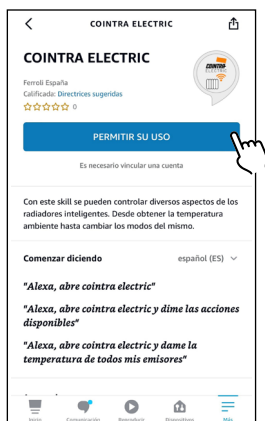 COINTRA ELECTRIC
COINTRA ELECTRIC
COINTRA
ELECTRIC
Ferroli España
Calificada: Directrices sugeridas
0
PERMITIR SU USO
Es necesario vincular una cuenta
Con este skill se pueden controlar diversos aspectos de los
radiadores inteligentes. Desde obtener la temperatura
ambiente hasta cambiar los modos del mismo.
Comenzar diciendo español (ES)
"Alexa, abre cointra electric"
"Alexa, abre cointra electric y dime las acciones
disponibles"
"Alexa, abre cointra electric y dame la
temperatura de todos mis emisores"
Inicio Comunicación Reproducir Dispositivos Más